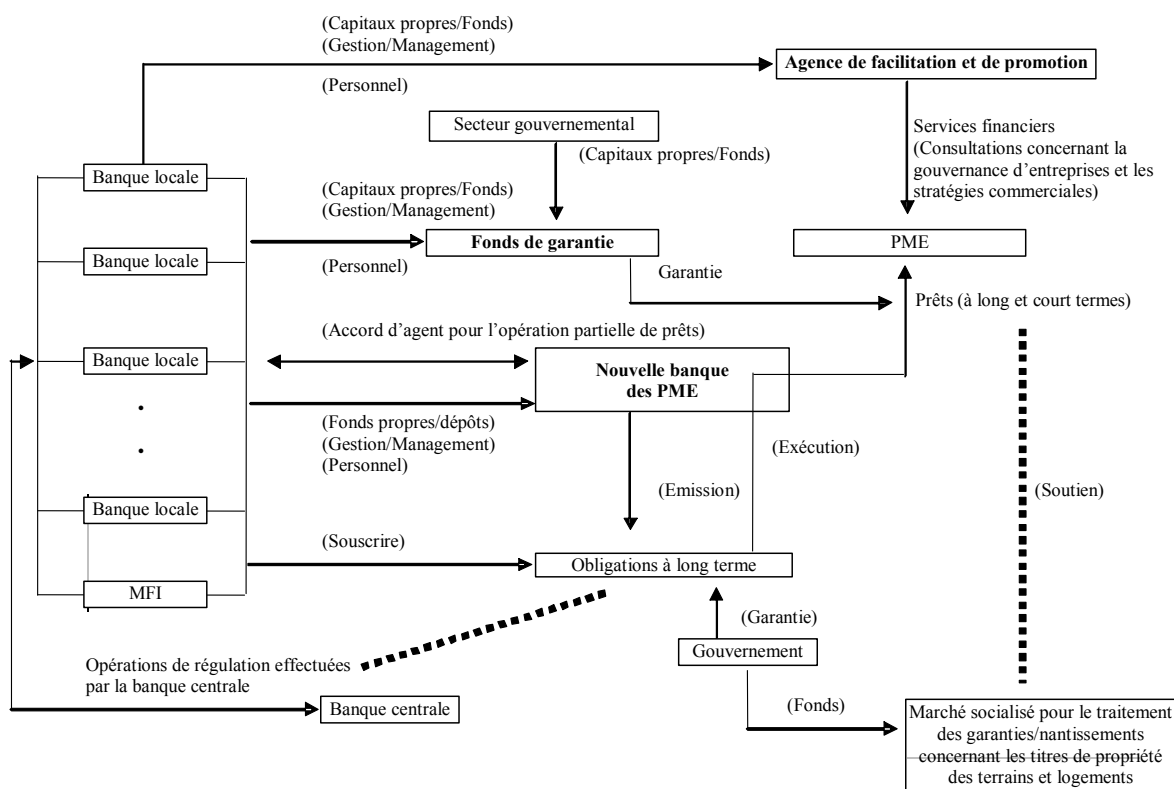 (Capitaux propres/Fonds)
(Gestion/Management)
(Personnel)
Agence de facilitation et de promotion
Secteur gouvernemental
(Capitaux propres/Fonds)
Services financiers
(Consultations concernant la
gouvernance d’entreprises et les
stratégies commerciales)
Banque locale
(Capitaux propres/Fonds)
(Gestion/Management)
(Personnel)
Fonds de garantie
PME
Banque locale
Garantie
Prêts (à long et court termes)
(Accord d’agent pour l’opération partielle de prêts)
Banque locale
Nouvelle banque
des PME
(Fonds propres/dépôts)
(Gestion/Management)
(Personnel)
(Exécution)
(Emission)
(Soutien)
Banque locale
(Souscrire)
Obligations à long terme
MFI
(Garantie)
Gouvernement
Opérations de régulation effectuées
par la banque centrale
Banque centrale
(Fonds)
Marché socialisé pour le traitement
des garanties/nantissements
concernant les titres de propriété
des terrains et logements